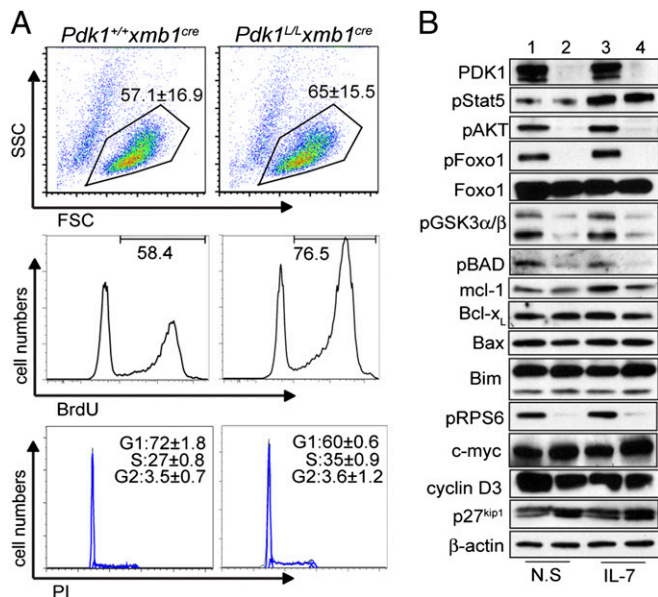 A
Pdk1+/+xmb1cre
Pdk1L/Lxmb1cre
SSC
57.1±16.9
65±15.5
FSC
cell numbers
58.4
76.5
BrdU
cell numbers
G1:72±1.8
S:27±0.8
G2:3.5±0.7
G1:60±0.6
S:35±0.9
G2:3.6±1.2
PI
B
1 2 3 4
PDK1
pStat5
pAKT
pFoxo1
Foxo1
pGSK3α/β
pBAD
mcl-1
Bcl-xL
Bax
Bim
pRPS6
c-myc
cyclin D3
p27kip1
β-actin
N.S IL-7